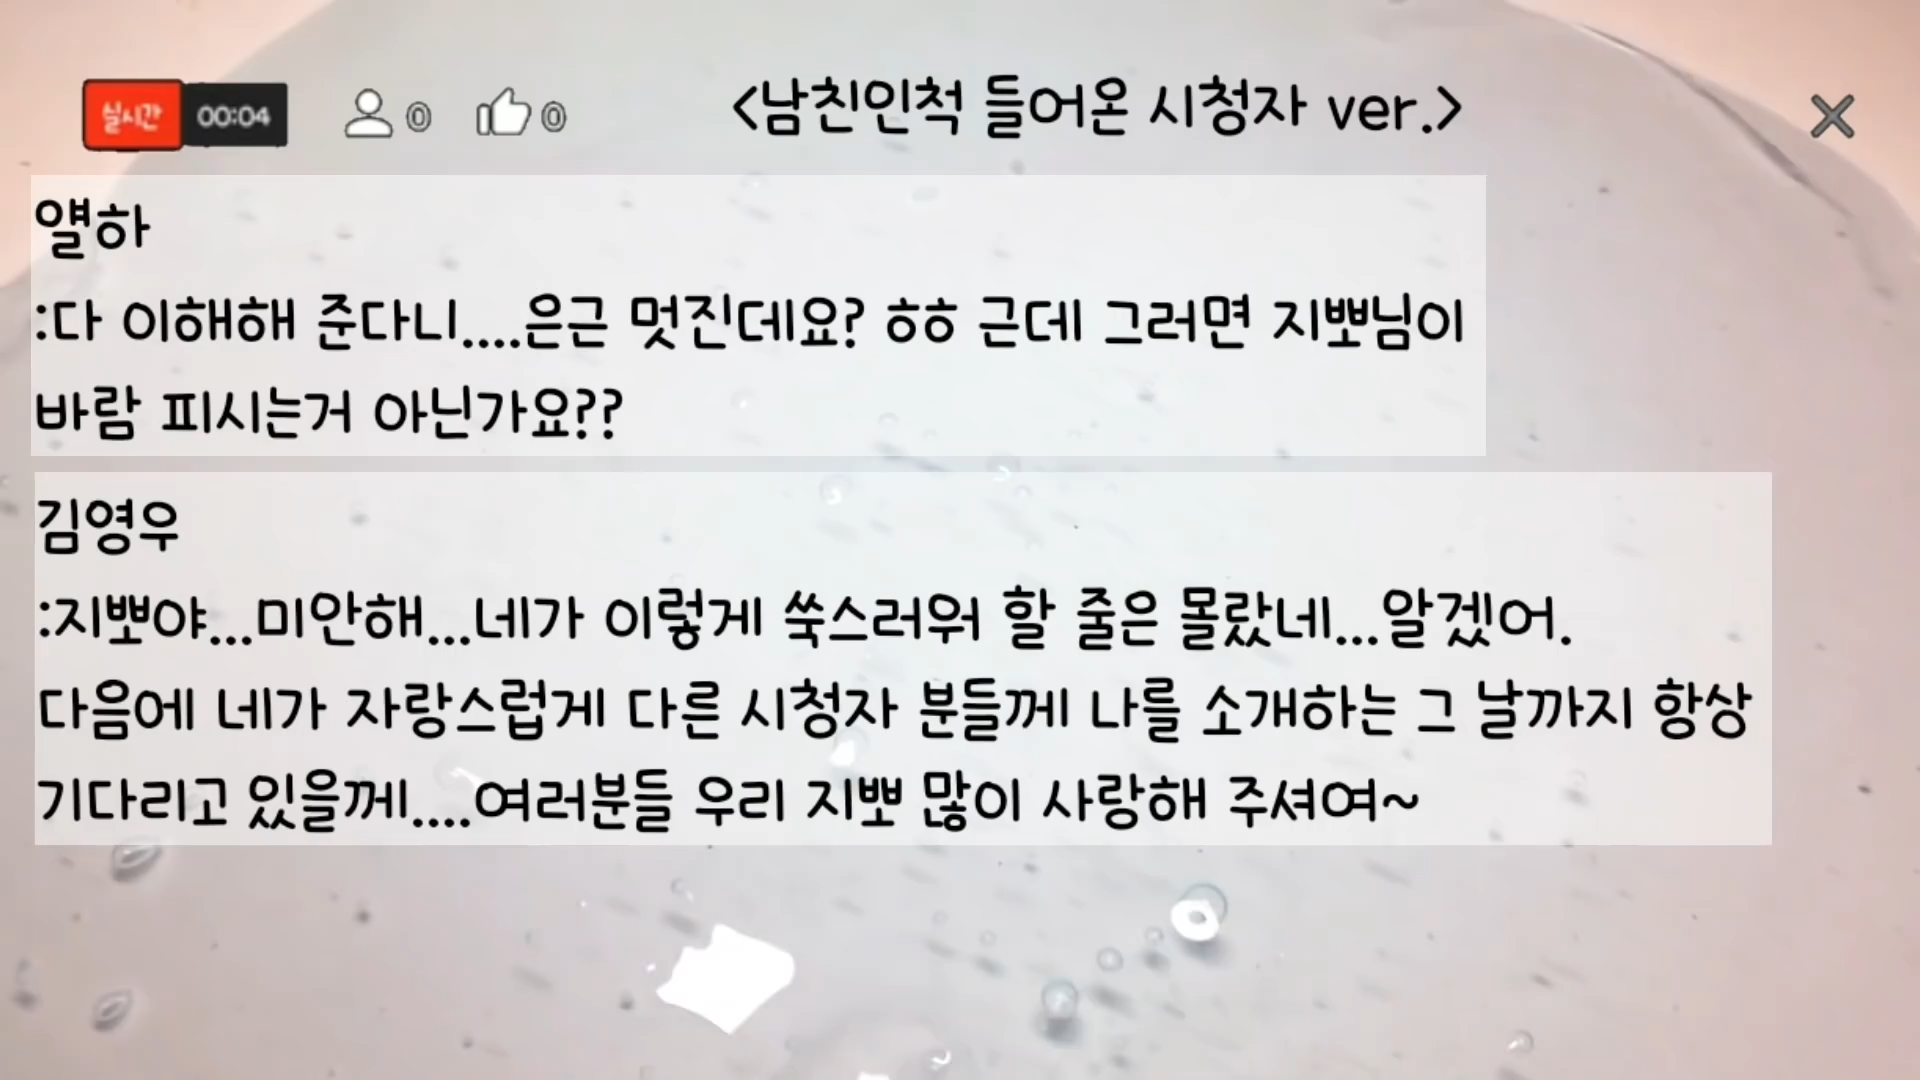 실시간 00:04 0 0 <남친인척 들어온 시청자 ver.>
얠하
:다 이해해 준다니....은근 멋진데요? ㅎㅎ 근데 그러면 지뽀님이
바람 피시는거 아닌가요??
김영우
:지뽀야...미안해...네가 이렇게 쑥스러워 할 줄은 몰랐네...알겠어.
다음에 네가 자랑스럽게 다른 시청자 분들께 나를 소개하는 그 날까지 항상
기다리고 있을께....여러분들 우리 지뽀 많이 사랑해 주셔여~